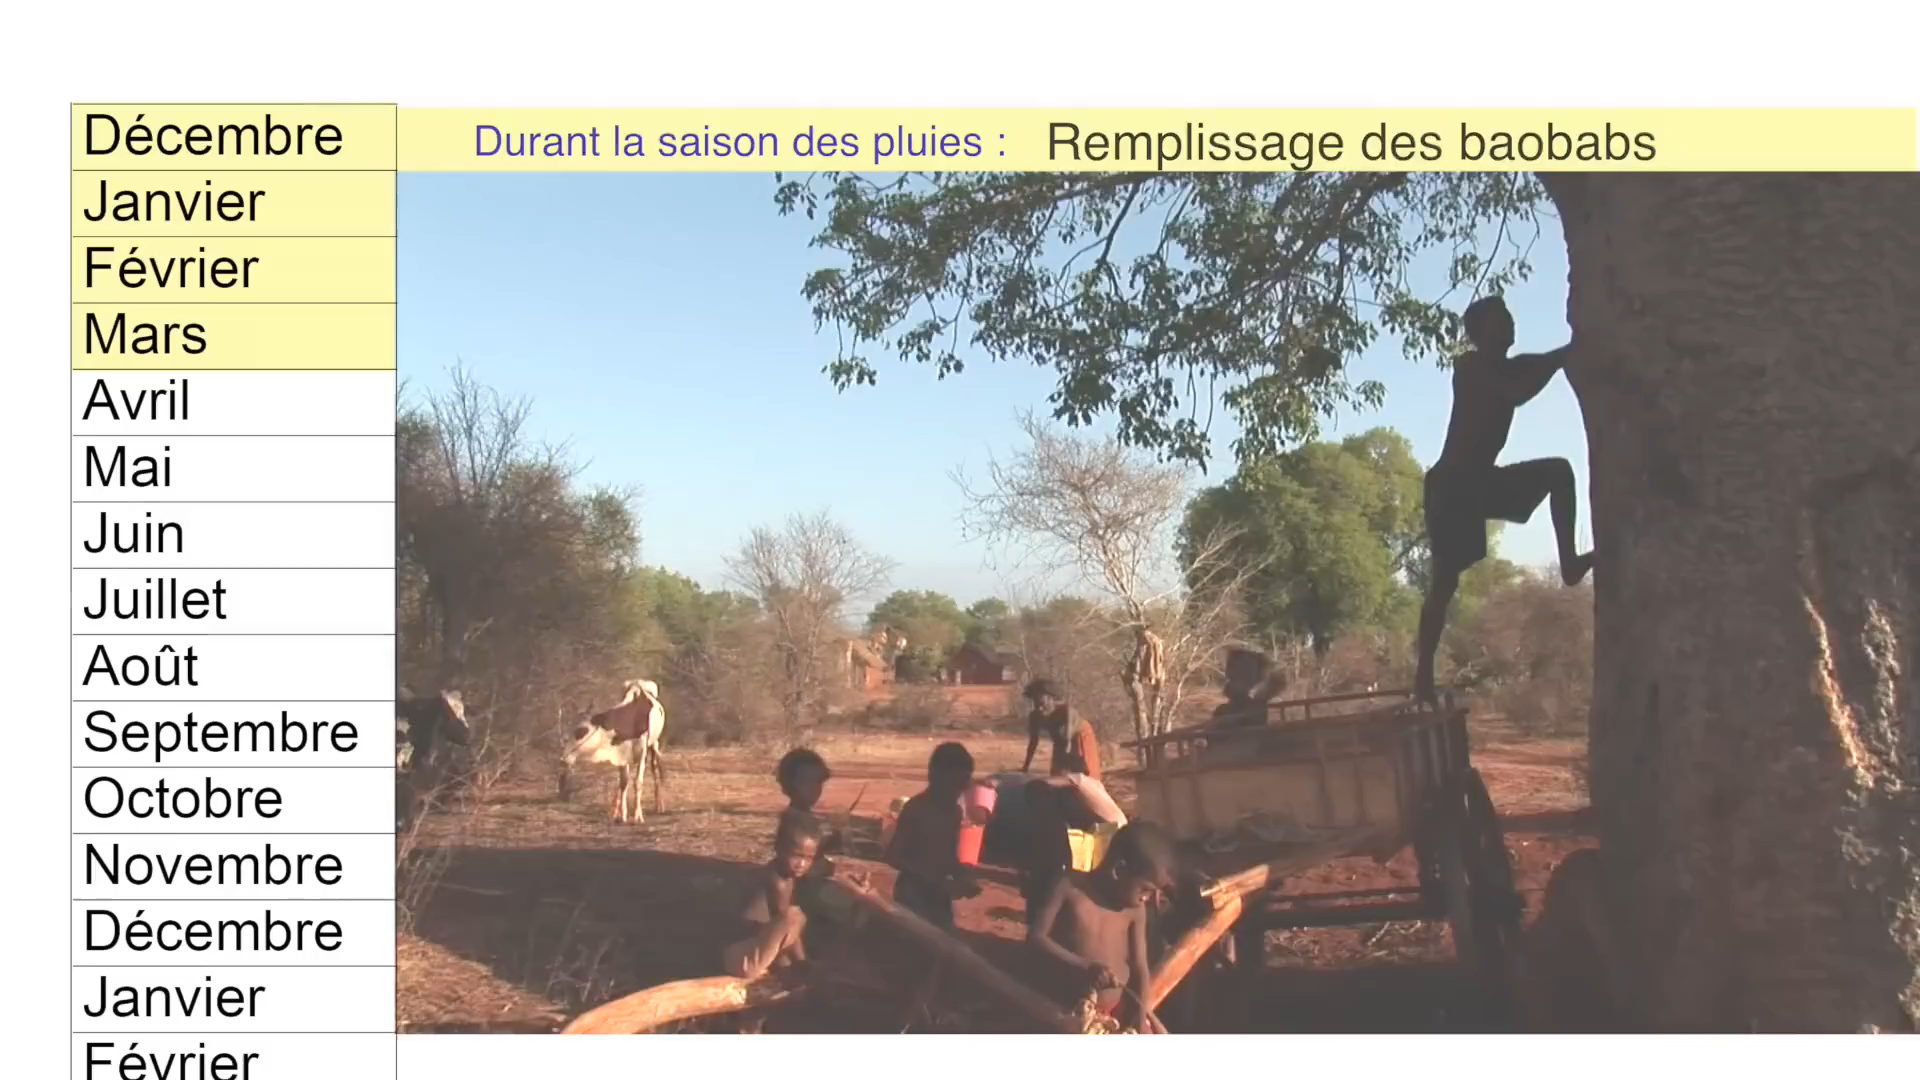 Décembre
Durant la saison des pluies : Remplissage des baobabs
Janvier
Février
Mars
Avril
Mai
Juin
Juillet
Août
Septembre
Octobre
Novembre
Décembre
Janvier
Février